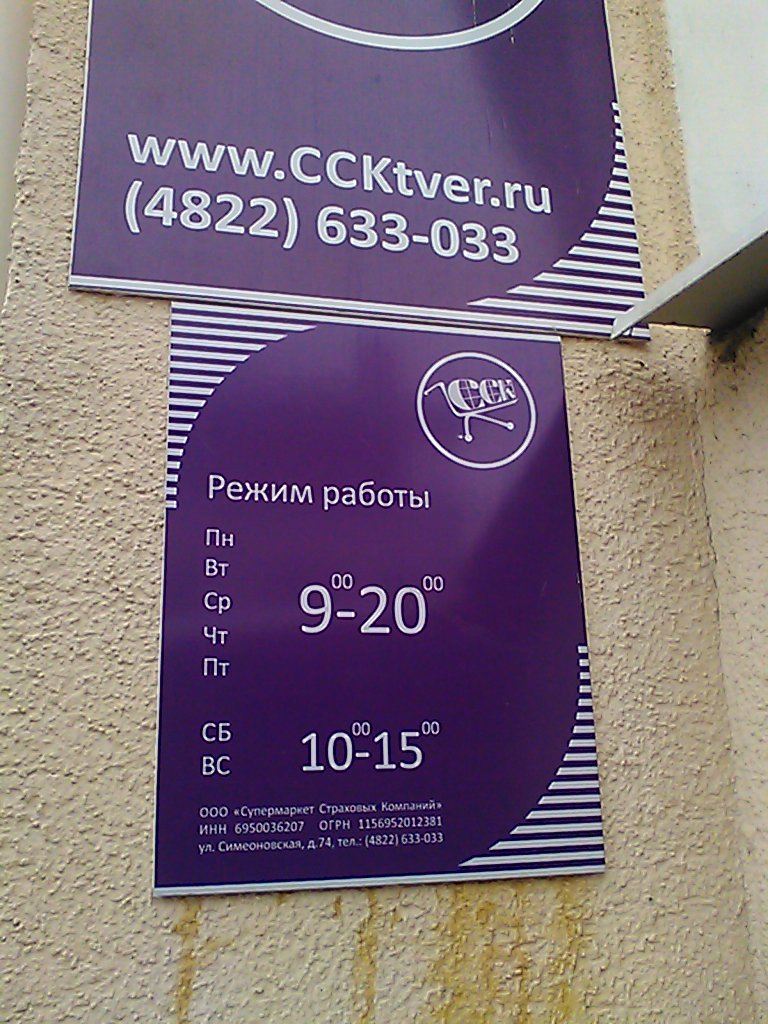 www.CCKtver.ru
(4822) 633-033
ССК
Режим работы
Пн
Вт
Ср
Чт
Пт
9⁰⁰-20⁰⁰
СБ
ВС
10⁰⁰-15⁰⁰
ООО «Супермаркет Страховых Компаний»
ИНН 6950036207 ОГРН 1156952012381
ул. Симеоновская, д.74, тел.: (4822) 633-033